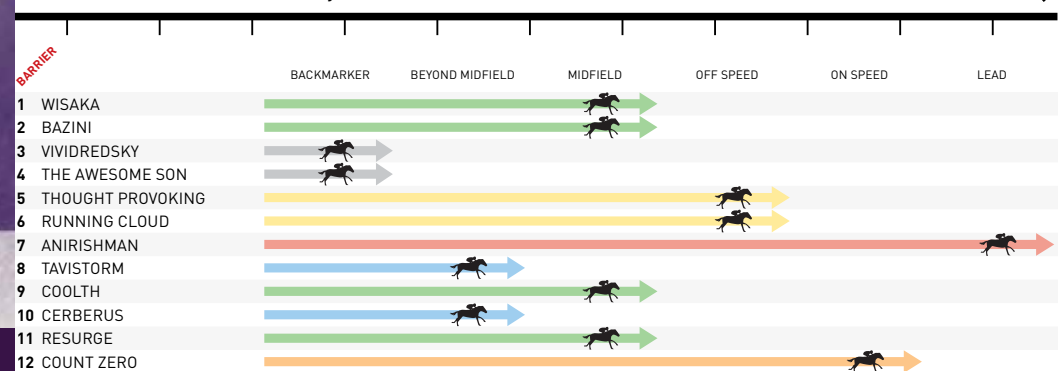 BARRIER
BACKMARKER BEYOND MIDFIELD MIDFIELD OFF SPEED ON SPEED LEAD
1 WISAKA
2 BAZINI
3 VIVIDREDSKY
4 THE AWESOME SON
5 THOUGHT PROVOKING
6 RUNNING CLOUD
7 ANIRISHMAN
8 TAVISTORM
9 COOLTH
10 CERBERUS
11 RESURGE
12 COUNT ZERO